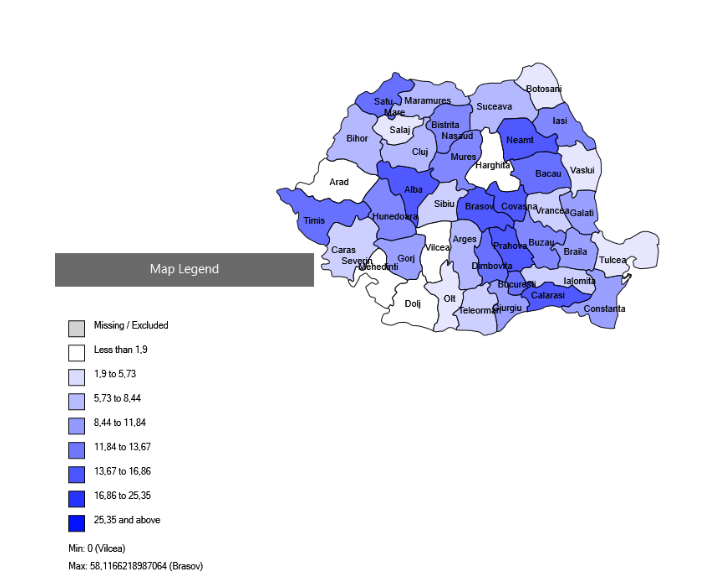 Botosani
Satu
Mare
Maramures
Suceava
Iasi
Bistrita
Nasaud
Salaj
Bihor
Cluj
Neamt
Mures
Harghita
Bacau
Vaslui
Arad
Alba
Sibiu
Brasov
Covasna
Vrancea
Galati
Timis
Hunedoara
Caras
Severin
Mehedinti
Gorj
Vilcea
Arges
Prahova
Dimbovita
Buzau
Braila
Tulcea
Bucuresti
Ialomita
Calarasi
Dolj
Olt
Teleorman
Giurgiu
Constanta
Map Legend
Missing / Excluded
Less than 1,9
1,9 to 5,73
5,73 to 8,44
8,44 to 11,84
11,84 to 13,67
13,67 to 16,86
16,86 to 25,35
25,35 and above
Min: 0 (Vilcea)
Max: 58,1166218987064 (Brasov)